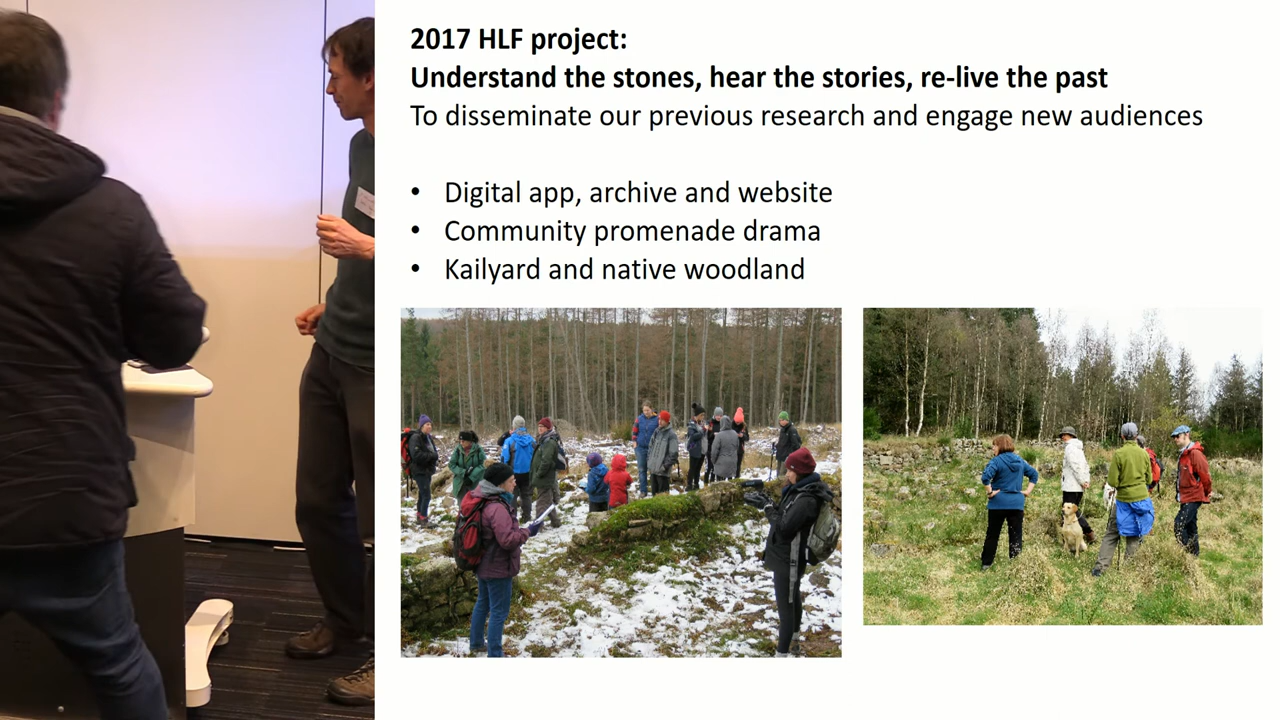 2017 HLF project:
Understand the stones, hear the stories, re-live the past
To disseminate our previous research and engage new audiences
• Digital app, archive and website
• Community promenade drama
• Kailyard and native woodland